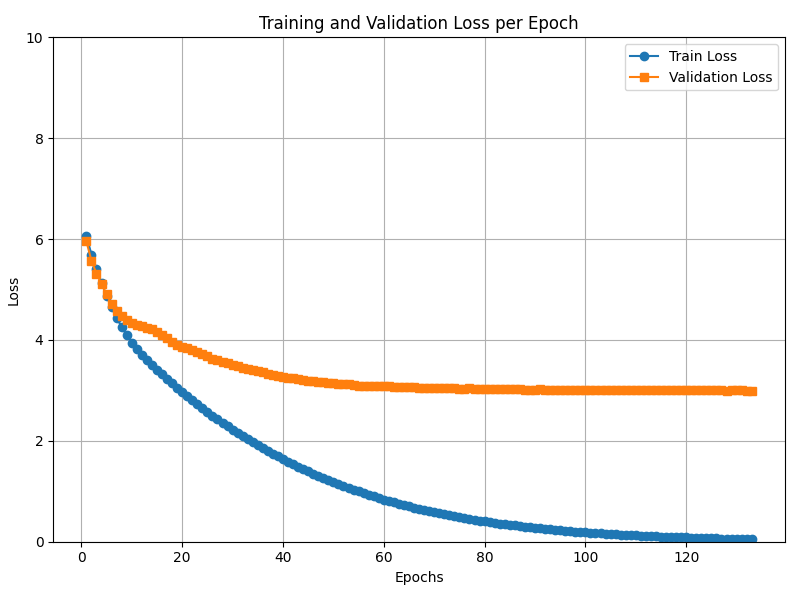 Training and Validation Loss per Epoch
Train Loss
Validation Loss
10
8
6
4
2
0
Loss
0 20 40 60 80 100 120
Epochs